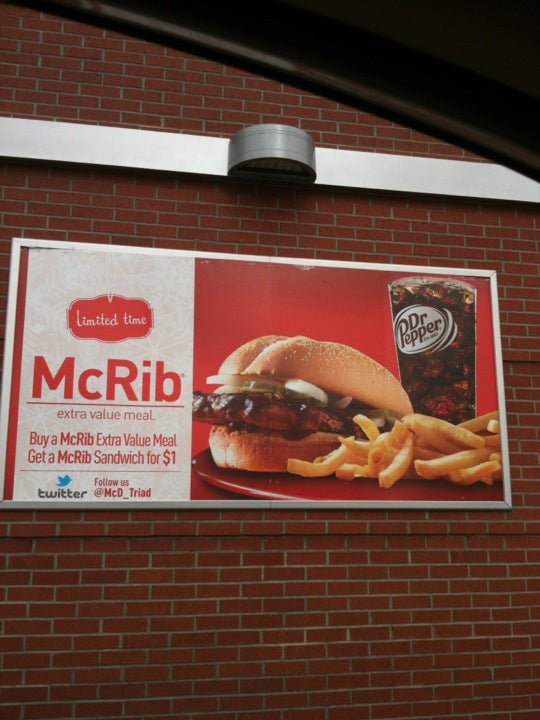 Limited time
McRib®
extra value meal.
Buy a McRib Extra Value Meal
Get a McRib Sandwich for $1
twitter
Follow us
@McD_Triad
Dr
Pepper